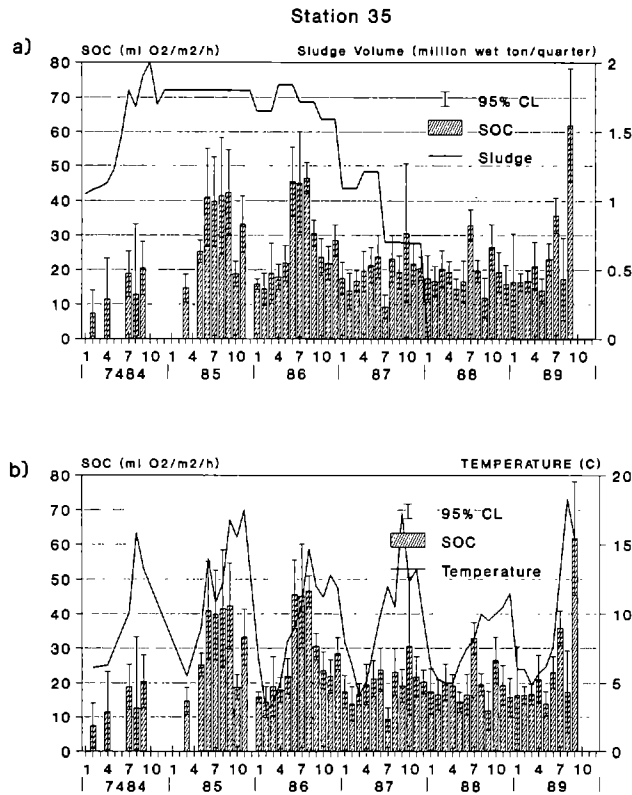 Station 35
a)
SOC (ml O2/m2/h) Sludge Volume (million wet ton/quarter)
80 2
70
60 1.5
50
40 1
30
20 0.5
10
0 0
95% CL
SOC
Sludge
1 4 7 10 1 4 7 10 1 4 7 10 1 4 7 10 1 4 7 10 1 4 7 10
7484 85 86 87 88 89
b)
SOC (ml O2/m2/h) TEMPERATURE (C)
80 20
70
60 15
50
40 10
30
20 5
10
0 0
95% CL
SOC
Temperature
1 4 7 10 1 4 7 10 1 4 7 10 1 4 7 10 1 4 7 10 1 4 7 10
7484 85 86 87 88 89